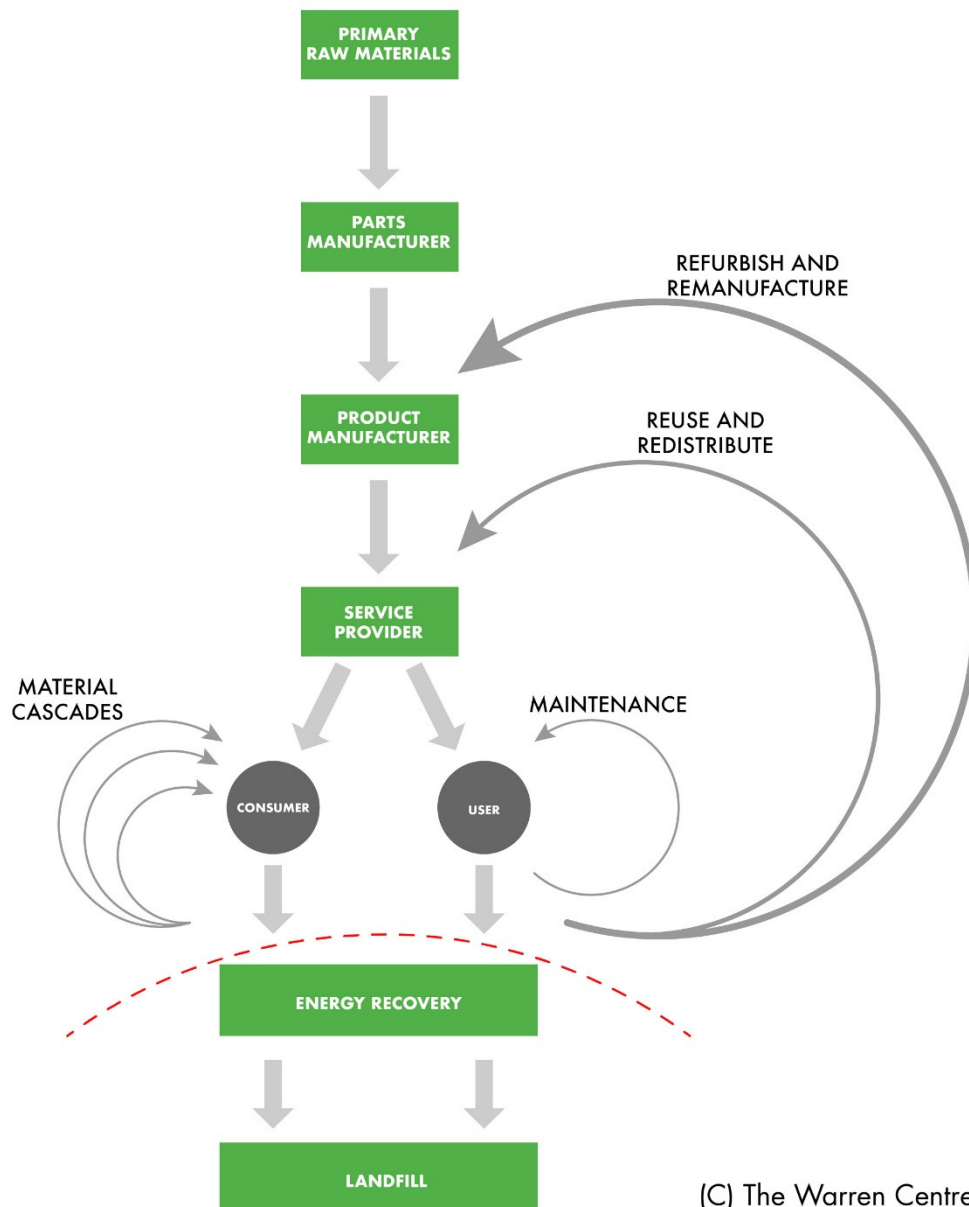 PRIMARY
RAW MATERIALS
PARTS
MANUFACTURER
REFURBISH AND
REMANUFACTURE
PRODUCT
MANUFACTURER
REUSE AND
REDISTRIBUTE
SERVICE
PROVIDER
MATERIAL
CASCADES
MAINTENANCE
CONSUMER
USER
ENERGY RECOVERY
LANDFILL
(C) The Warren Centre